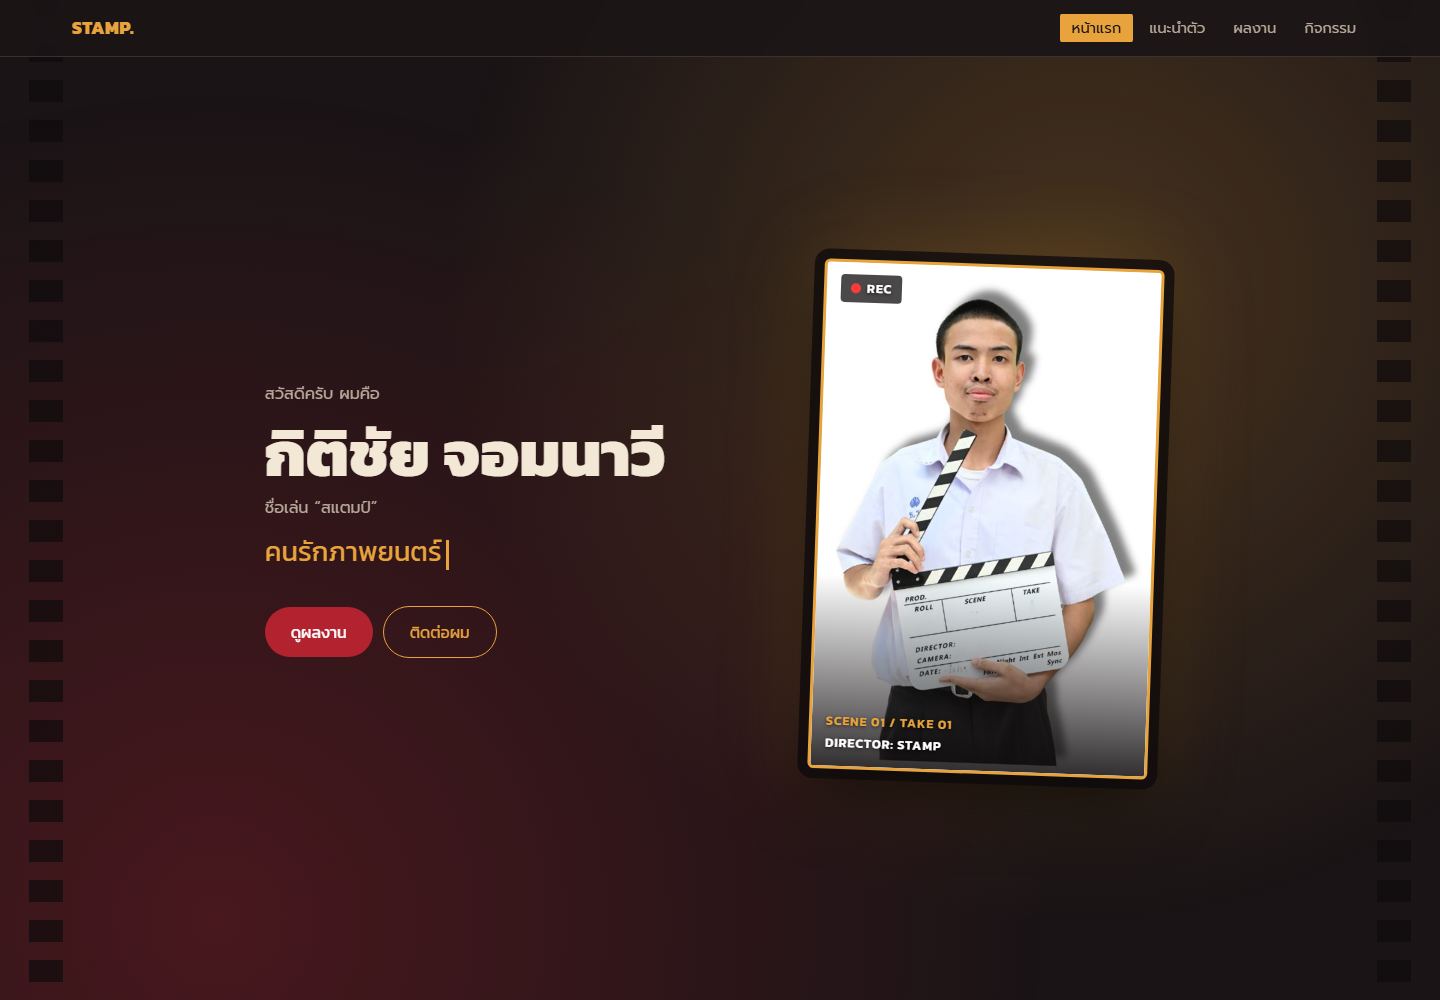 STAMP.
หน้าแรก
แนะนำตัว
ผลงาน
กิจกรรม
สวัสดีครับ ผมคือ
กิติชัย จอมนาวี
ชื่อเล่น “สแตมป์”
คนรักภาพยนตร์
ดูผลงาน
ติดต่อผม
REC
PROD.
ROLL SCENE TAKE
DIRECTOR:
CAMERA:
DATE: Int Ext Mos
Sync
SCENE 01 / TAKE 01
DIRECTOR: STAMP